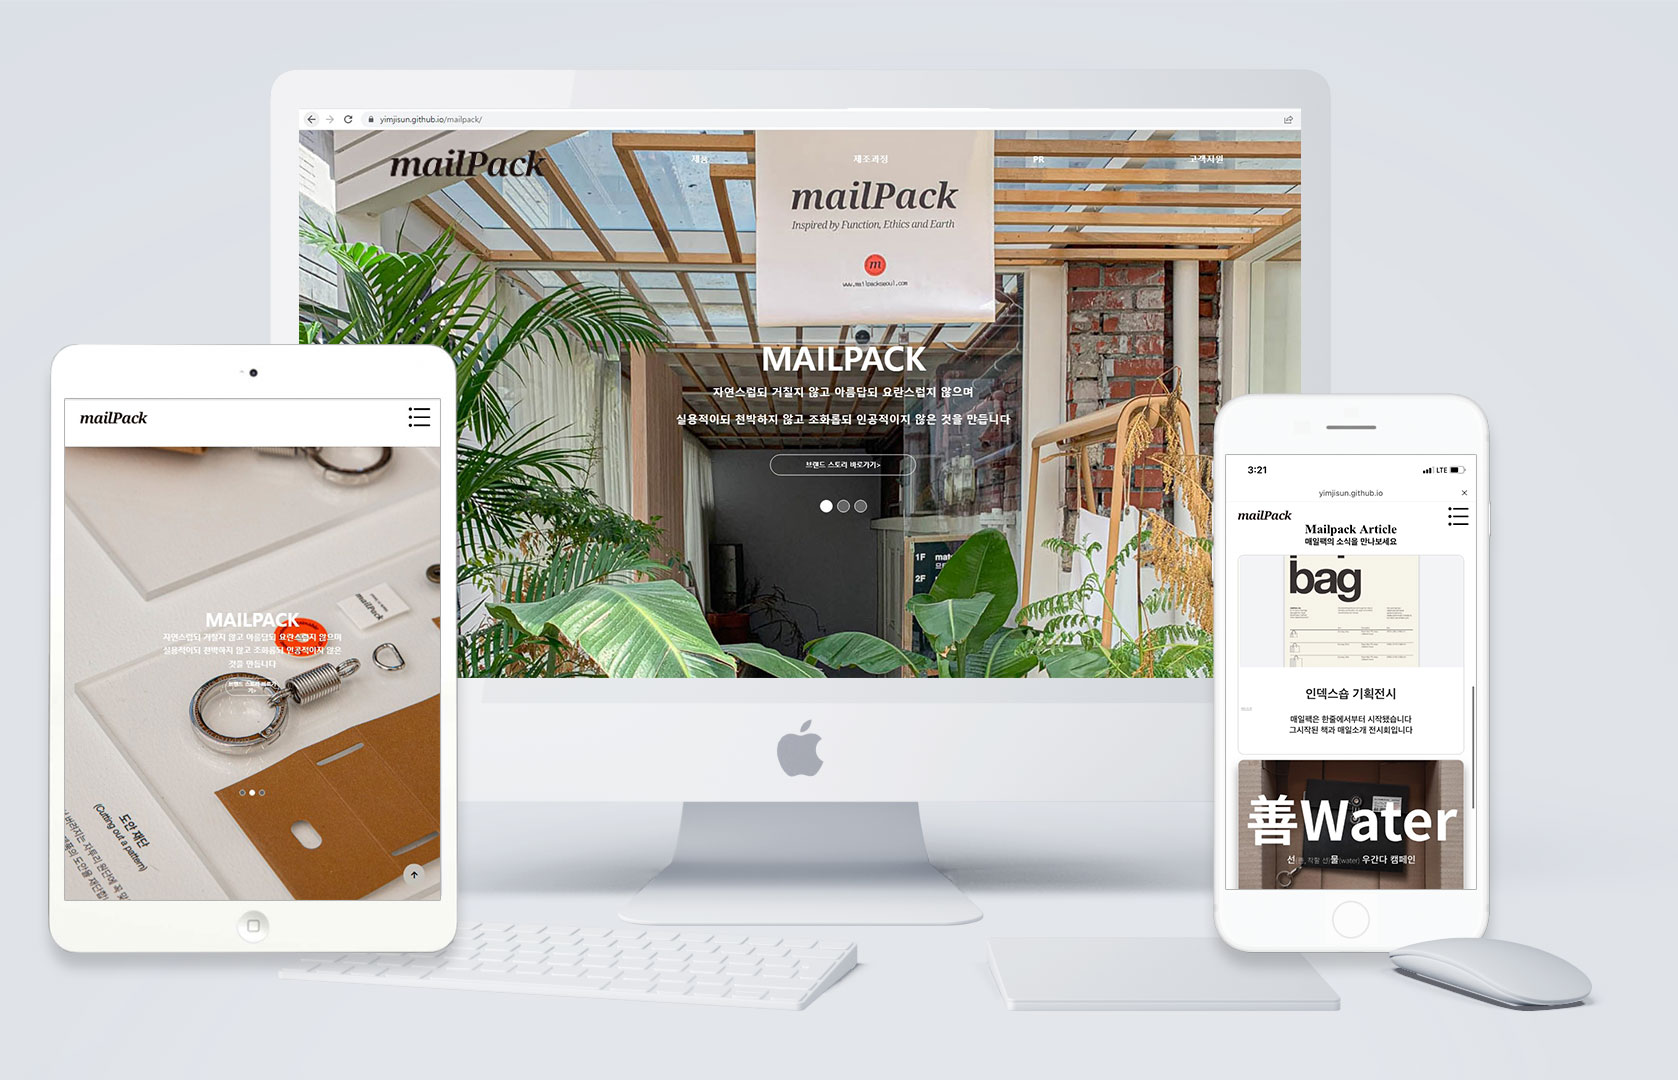 yimjisun.github.io/mailpack/
mailPack
제품
제조과정
PR
고객지원
mailPack
Inspired by Function, Ethics and Earth
m
www.mailpackseoul.com
MAILPACK
자연스럽되 거칠지 않고 아름답되 요란스럽지 않으며
실용적이되 천박하지 않고 조화롭되 인공적이지 않은 것을 만듭니다
브랜드 스토리 바로가기>
1F
2F
mailPack
mailPack
MAILPACK
자연스럽되 거칠지 않고 아름답되 요란스럽지 않으며
실용적이되 천박하지 않고 조화롭되 인공적이지 않은
것을 만듭니다
브랜드 스토리 바로가
기>
도안 재단
(Cutting out a pattern)
3:21
LTE
yimjisun.github.io
mailPack
Mailpack Article
매일팩의 소식을 만나보세요
bag
인덱스숍 기획전시
매일팩은 한줄에서부터 시작됐습니다
그시작된 책과 매일소개 전시회입니다
善Water
선(善, 착할 선)물(water) 우간다 캠페인